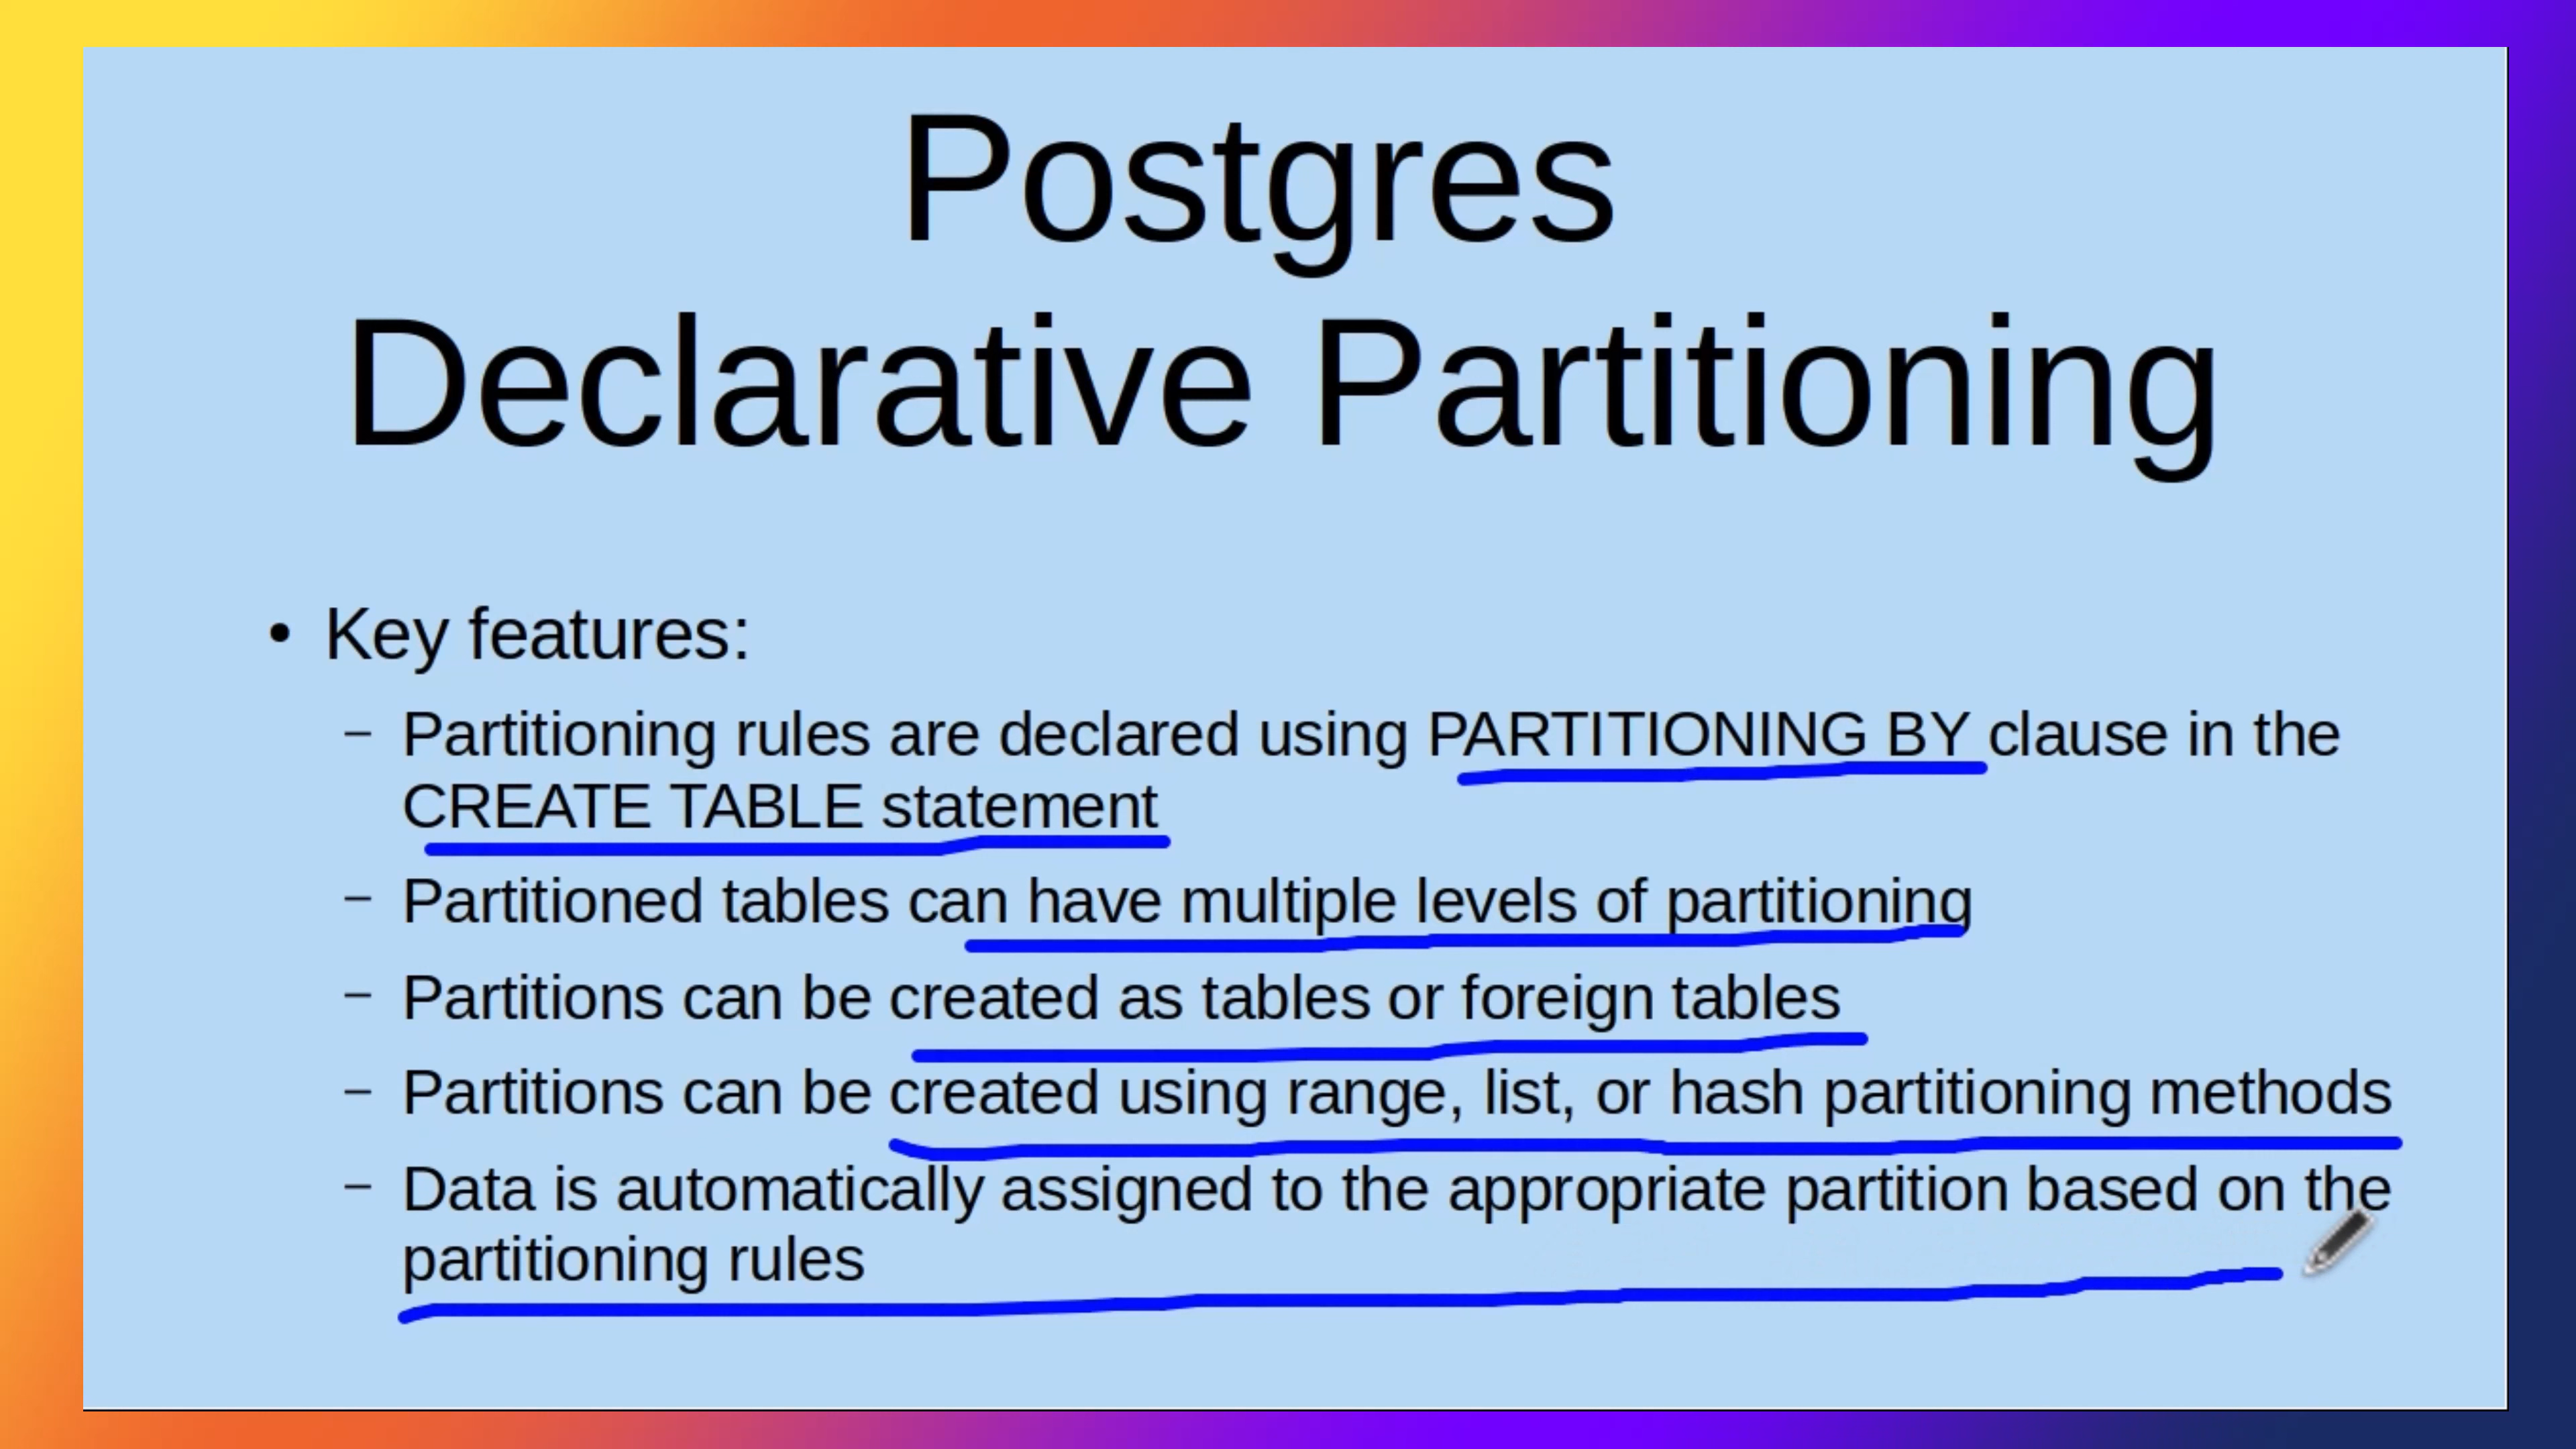 Postgres
Declarative Partitioning
• Key features:
– Partitioning rules are declared using PARTITIONING BY clause in the
CREATE TABLE statement
– Partitioned tables can have multiple levels of partitioning
– Partitions can be created as tables or foreign tables
– Partitions can be created using range, list, or hash partitioning methods
– Data is automatically assigned to the appropriate partition based on the
partitioning rules